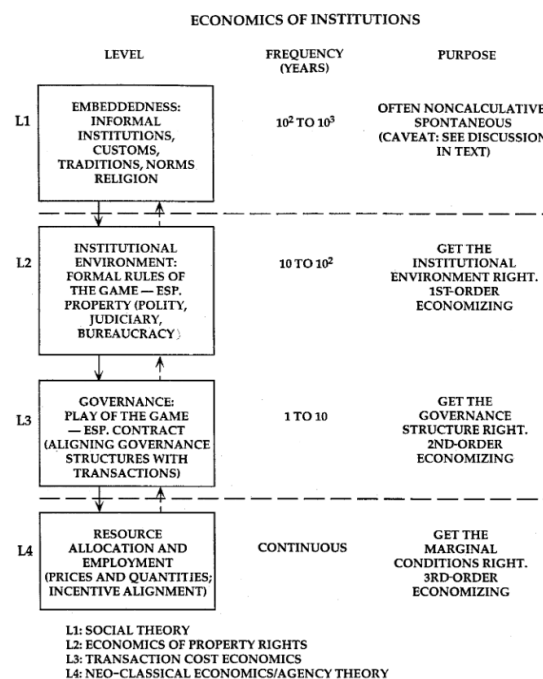 ECONOMICS OF INSTITUTIONS
LEVEL
FREQUENCY
(YEARS)
PURPOSE
L1
EMBEDDEDNESS:
INFORMAL
INSTITUTIONS,
CUSTOMS,
TRADITIONS, NORMS
RELIGION
10² TO 10³
OFTEN NONCALCULATIVE
SPONTANEOUS
(CAVEAT: SEE DISCUSSION
IN TEXT)
L2
INSTITUTIONAL
ENVIRONMENT:
FORMAL RULES OF
THE GAME — ESP.
PROPERTY (POLITY,
JUDICIARY,
BUREAUCRACY)
10 TO 10²
GET THE
INSTITUTIONAL
ENVIRONMENT RIGHT.
1ST-ORDER
ECONOMIZING
L3
GOVERNANCE:
PLAY OF THE GAME
— ESP. CONTRACT
(ALIGNING GOVERNANCE
STRUCTURES WITH
TRANSACTIONS)
1 TO 10
GET THE
GOVERNANCE
STRUCTURE RIGHT.
2ND-ORDER
ECONOMIZING
L4
RESOURCE
ALLOCATION AND
EMPLOYMENT
(PRICES AND QUANTITIES;
INCENTIVE ALIGNMENT)
CONTINUOUS
GET THE
MARGINAL
CONDITIONS RIGHT.
3RD-ORDER
ECONOMIZING
L1: SOCIAL THEORY
L2: ECONOMICS OF PROPERTY RIGHTS
L3: TRANSACTION COST ECONOMICS
L4: NEO-CLASSICAL ECONOMICS/AGENCY THEORY